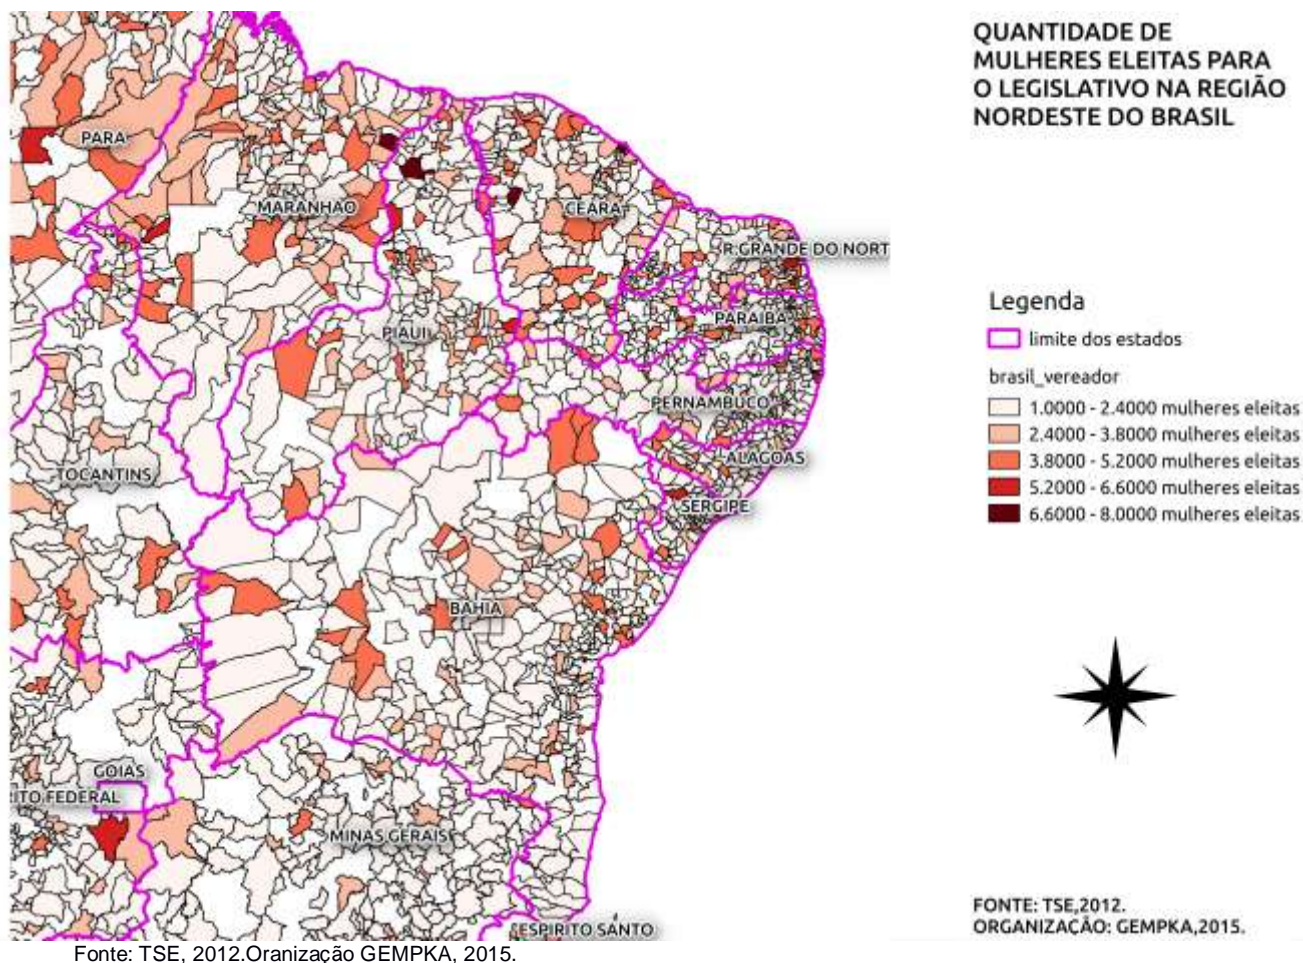 QUANTIDADE DE
MULHERES ELEITAS PARA
O LEGISLATIVO NA REGIÃO
NORDESTE DO BRASIL
PARA
MARANHAO
CEARA
R.GRANDE DO NORT
PARAIBA
PIAUI
PERNAMBUCO
ALAGOAS
TOCANTINS
SERGIPE
BAHIA
GOIAS
RITO FEDERAL
MINAS GERAIS
ESPIRITO SANTO
Legenda
limite dos estados
brasil_vereador
1.0000 - 2.4000 mulheres eleitas
2.4000 - 3.8000 mulheres eleitas
3.8000 - 5.2000 mulheres eleitas
5.2000 - 6.6000 mulheres eleitas
6.6000 - 8.0000 mulheres eleitas
FONTE: TSE,2012.
ORGANIZAÇÃO: GEMPKA,2015.
Fonte: TSE, 2012.Oranização GEMPKA, 2015.